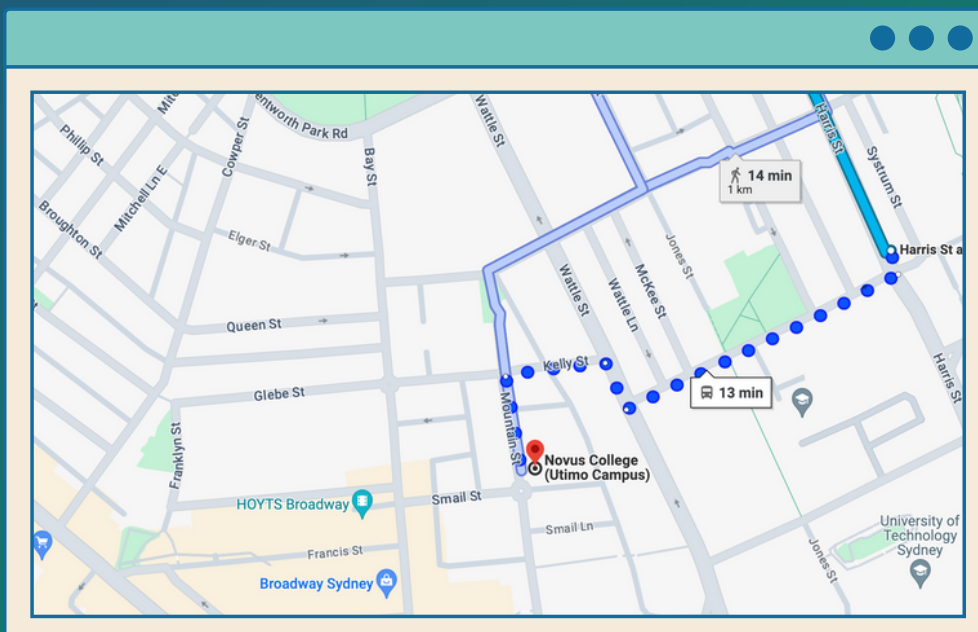 entworth Park Rd
Mitc
Phillip St
Mitchell Ln E
Cowper St
Bay St
Wattle St
Harris St
Systrum St
14 min
1 km
Broughton St
Elger St
Jones St
Harris St a
McKee St
Wattle St
Wattle Ln
Queen St
Kelly St
Harris St
Glebe St
13 min
Mountain St
Franklyn St
Novus College
(Utimo Campus)
HOYTS Broadway
Smail St
Smail Ln
University of
Technology
Sydney
Jones St
Francis St
Broadway Sydney